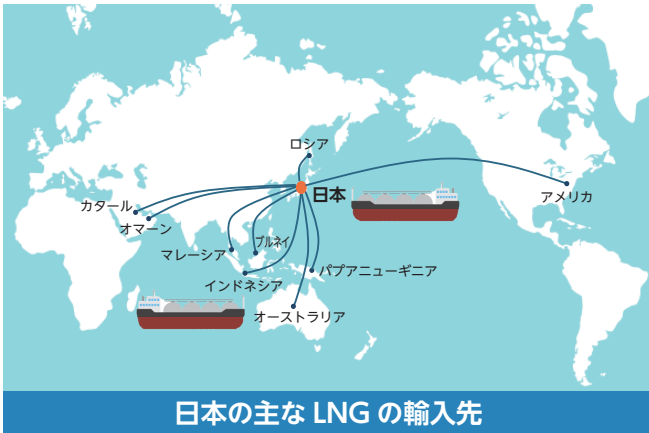 ロシア
日本
アメリカ
カタール
オマーン
マレーシア
ブルネイ
インドネシア
パプアニューギニア
オーストラリア
日本の主な LNG の輸入先